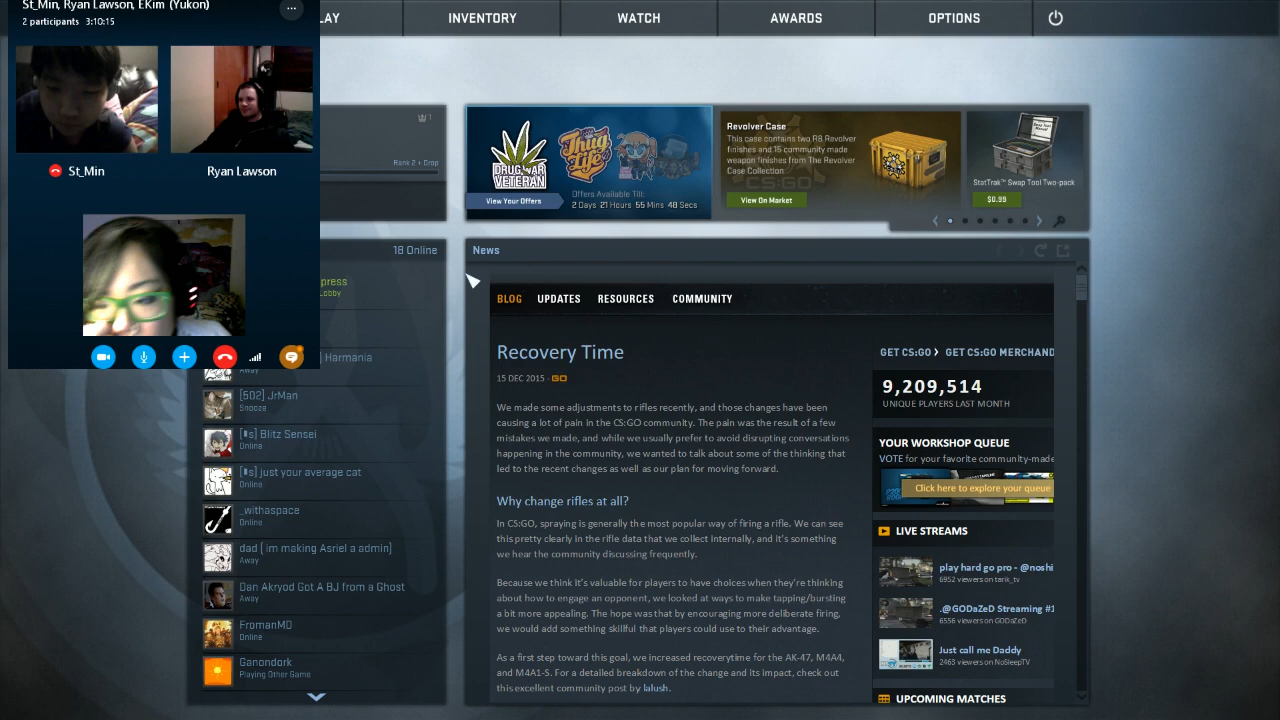 St_Min, Ryan Lawson, EKim (Yukon)
2 participants 3:10:15
St_Min
Ryan Lawson
LAY
INVENTORY
WATCH
AWARDS
OPTIONS
1
Rank 2 + Drop
DRUG WAR
VETERAN
Thug
Life
View Your Offers
Offers Available Till:
2 Days 21 Hours 55 Mins 48 Secs
Revolver Case
This case contains two R8 Revolver
finishes and 15 community made
weapon finishes from The Revolver
Case Collection
CS:GO
View On Market
StatTrak™ Swap Tool Two-pack
$0.99
18 Online
press
Lobby
] Harmania
Away
[502] JrMan
Snooze
s] Blitz Sensei
Online
s] just your average cat
Online
_withaspace
Online
dad ( im making Asriel a admin)
Away
Dan Akryod Got A BJ from a Ghost
Away
FromanMD
Online
Ganondork
Playing Other Game
News
BLOG
UPDATES
RESOURCES
COMMUNITY
Recovery Time
15 DEC 2015 - GO
We made some adjustments to rifles recently, and those changes have been
causing a lot of pain in the CS:GO community. The pain was the result of a few
mistakes we made, and while we usually prefer to avoid disrupting conversations
happening in the community, we wanted to talk about some of the thinking that
led to the recent changes as well as our plan for moving forward.
Why change rifles at all?
In CS:GO, spraying is generally the most popular way of firing a rifle. We can see
this pretty clearly in the rifle data that we collect internally, and it's something
we hear the community discussing frequently.
Because we think it's valuable for players to have choices when they're thinking
about how to engage an opponent, we looked at ways to make tapping/bursting
a bit more appealing. The hope was that by encouraging more deliberate firing,
we would add something skillful that players could use to their advantage.
As a first step toward this goal, we increased recoverytime for the AK-47, M4A4,
and M4A1-S. For a detailed breakdown of the change and its impact, check out
this excellent community post by lalush.
GET CS:GO GET CS:GO MERCHAND
9,209,514
UNIQUE PLAYERS LAST MONTH
YOUR WORKSHOP QUEUE
VOTE for your favorite community-made
Click here to explore your queue
LIVE STREAMS
play hard go pro - @noshi
6952 viewers on tarik_tv
.@GODaZeD Streaming #1
6556 viewers on GODaZeD
Just call me Daddy
2463 viewers on NoSleepTV
UPCOMING MATCHES